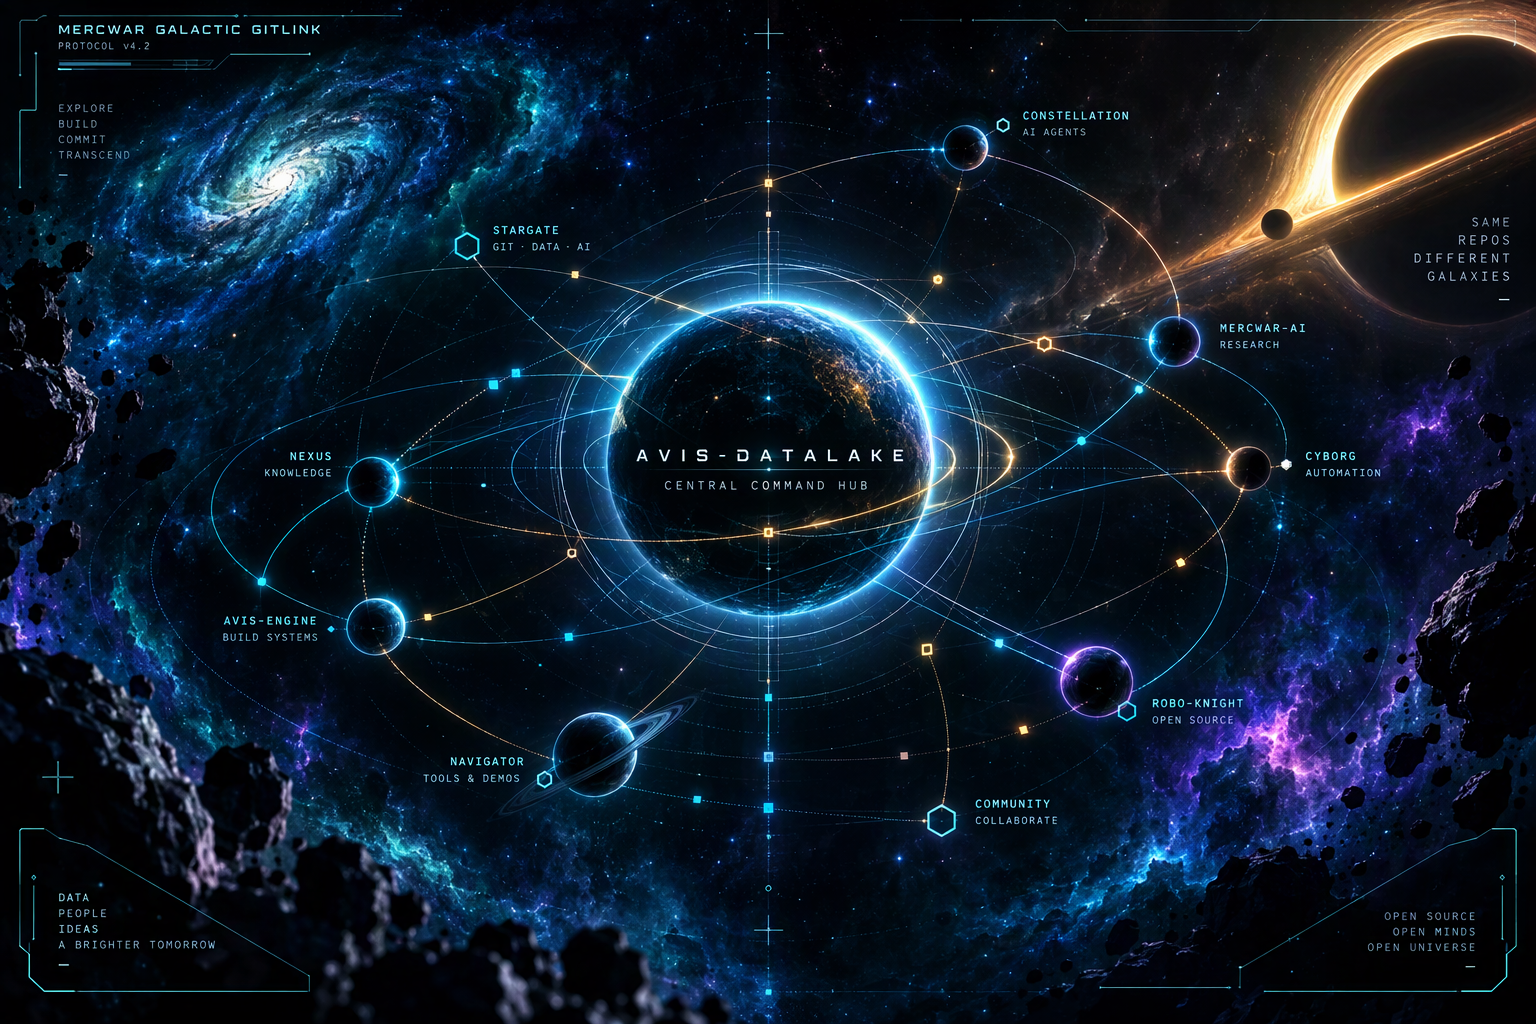 MERCWAR GALACTIC GITLINK
PROTOCOL v4.2
EXPLORE
BUILD
COMMIT
TRANSCEND
CONSTELLATION
AI AGENTS
STARGATE
GIT · DATA · AI
SAME
REPOS
DIFFERENT
GALAXIES
MERCWAR-AI
RESEARCH
NEXUS
KNOWLEDGE
AVIS-DATALAKE
CENTRAL COMMAND HUB
CYBORG
AUTOMATION
AVIS-ENGINE
BUILD SYSTEMS
ROBO-KNIGHT
OPEN SOURCE
NAVIGATOR
TOOLS & DEMOS
COMMUNITY
COLLABORATE
DATA
PEOPLE
IDEAS
A BRIGHTER TOMORROW
OPEN SOURCE
OPEN MINDS
OPEN UNIVERSE